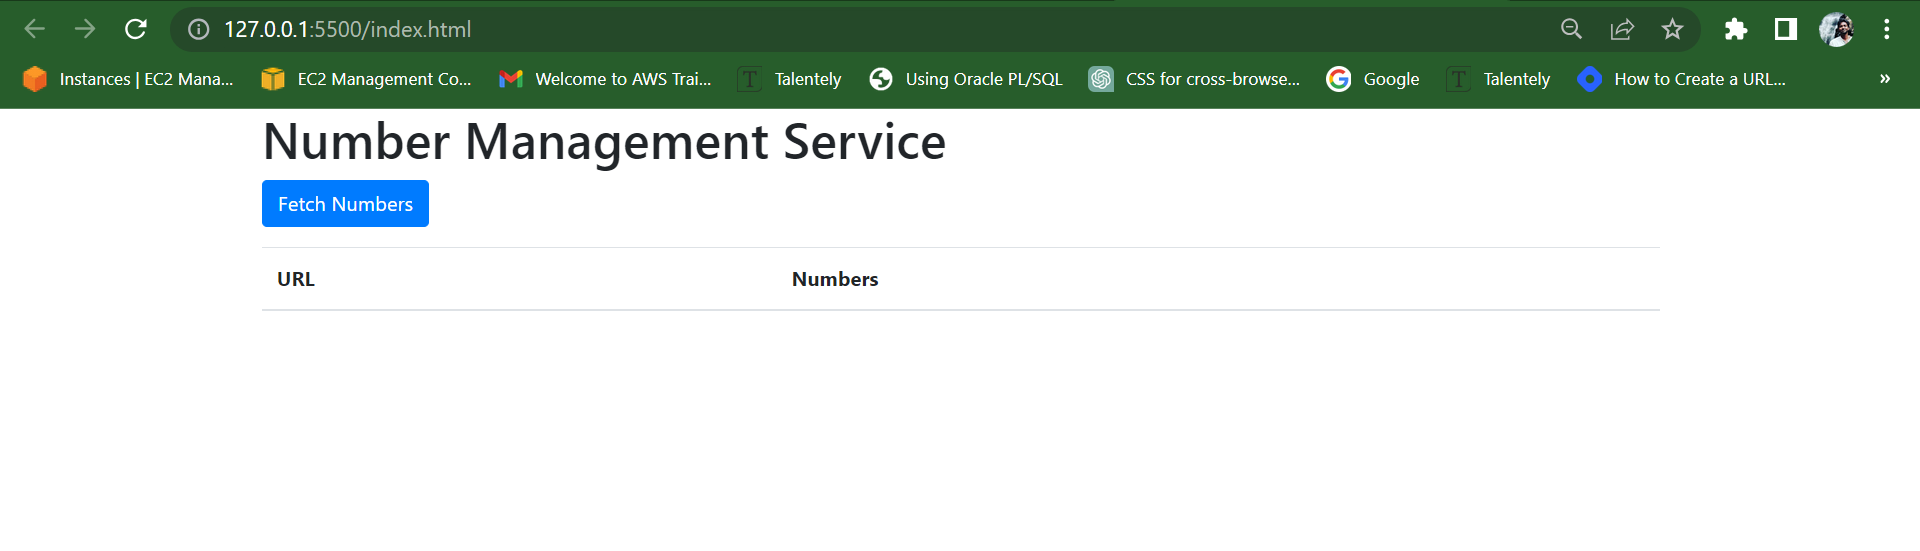 127.0.0.1:5500/index.html
Instances | EC2 Mana... EC2 Management Co... Welcome to AWS Trai... T Talentely Using Oracle PL/SQL CSS for cross-browse... Google T Talentely How to Create a URL... »
Number Management Service
Fetch Numbers
URL Numbers